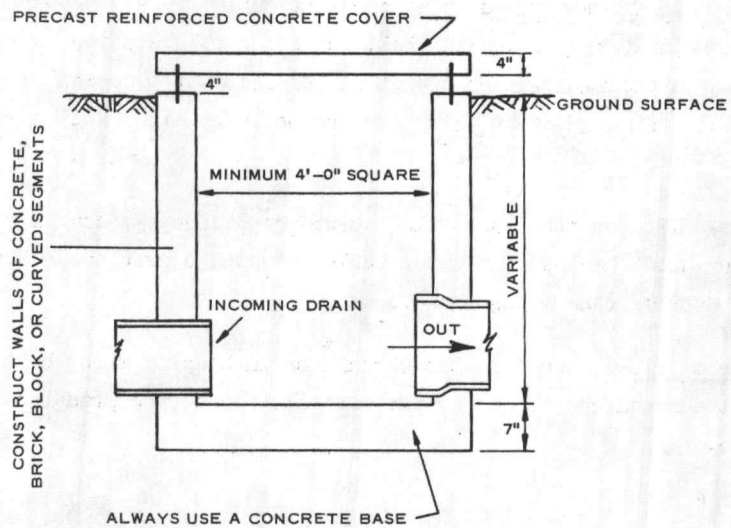 PRECAST REINFORCED CONCRETE COVER
4"
4"
GROUND SURFACE
MINIMUM 4'-0" SQUARE
VARIABLE
CONSTRUCT WALLS OF CONCRETE,
BRICK, BLOCK, OR CURVED SEGMENTS
INCOMING DRAIN
OUT
7"
ALWAYS USE A CONCRETE BASE